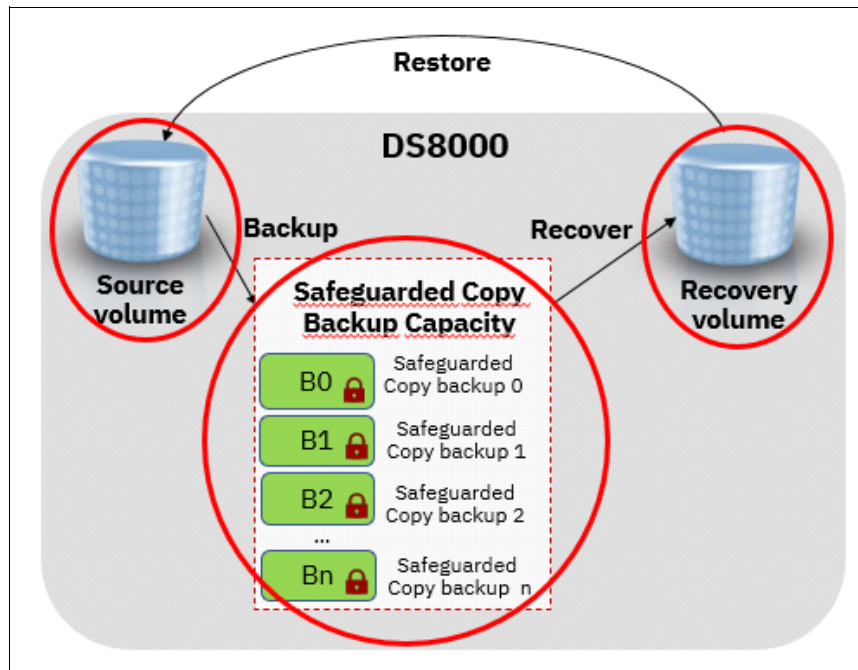 Restore
DS8000
Backup
Recover
Source
volume
Safeguarded Copy
Backup Capacity
Recovery
volume
B0
Safeguarded
Copy backup 0
B1
Safeguarded
Copy backup 1
B2
Safeguarded
Copy backup 2
...
Bn
Safeguarded
Copy backup n